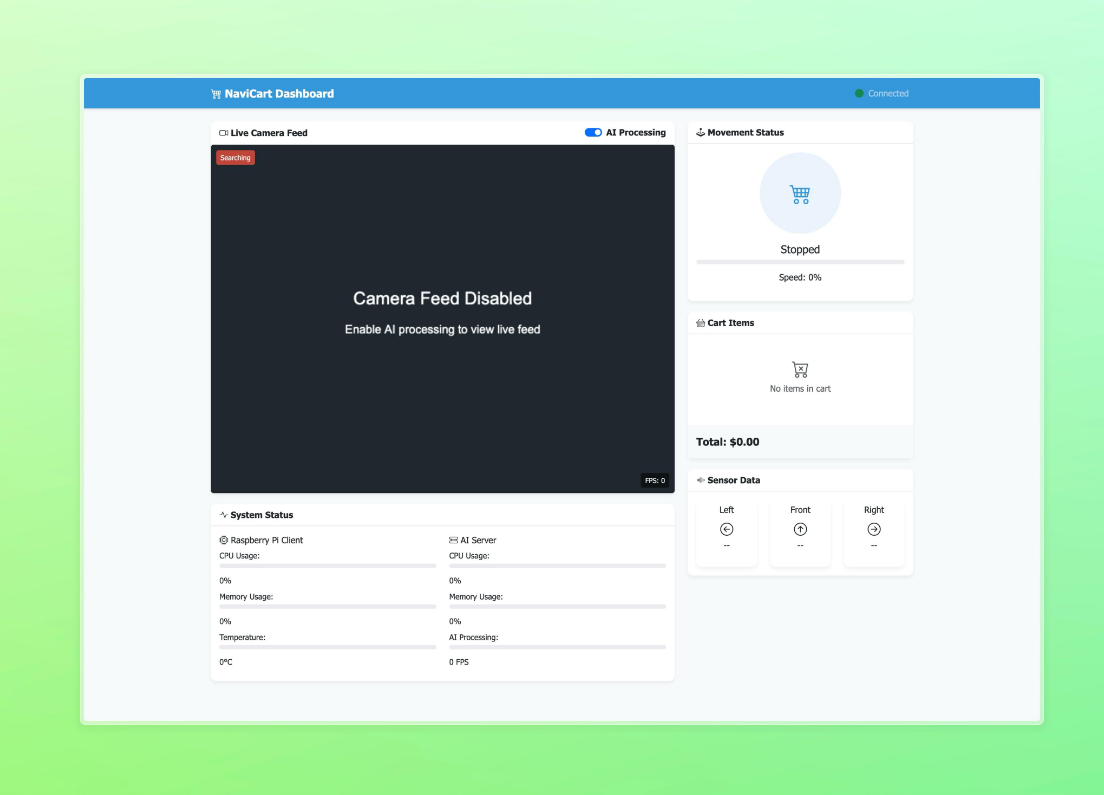 NaviCart Dashboard
Connected
Live Camera Feed
AI Processing
Searching
Camera Feed Disabled
Enable AI processing to view live feed
FPS: 0
System Status
Raspberry Pi Client
CPU Usage:
0%
Memory Usage:
0%
Temperature:
0°C
AI Server
CPU Usage:
0%
Memory Usage:
0%
AI Processing:
0 FPS
Movement Status
Stopped
Speed: 0%
Cart Items
No items in cart
Total: $0.00
Sensor Data
Left
--
Front
--
Right
--